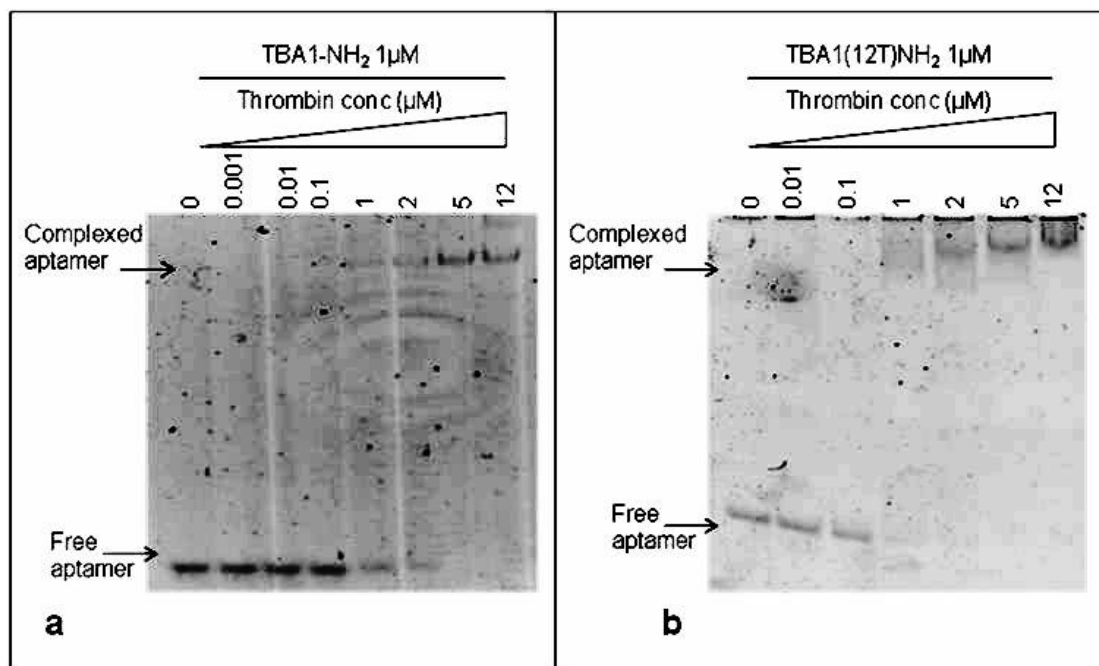 TBA1-NH₂ 1µM
Thrombin conc (µM)
0 0.001 0.01 0.1 1 2 5 12
Complexed
aptamer
Free
aptamer
a
TBA1(12T)NH₂ 1µM
Thrombin conc (µM)
0 0.01 0.1 1 2 5 12
Complexed
aptamer
Free
aptamer
b